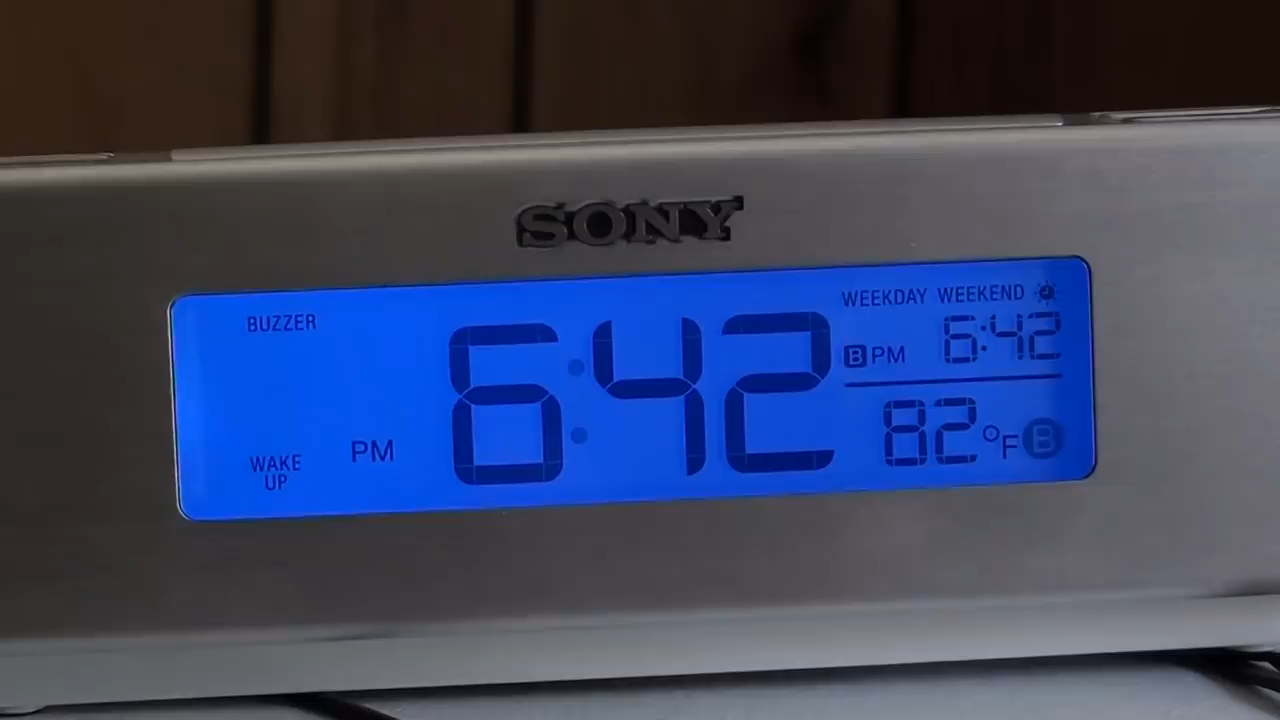 SONY
BUZZER
WEEKDAY WEEKEND
B PM 6:42
PM 6:42
82°F B
WAKE
UP